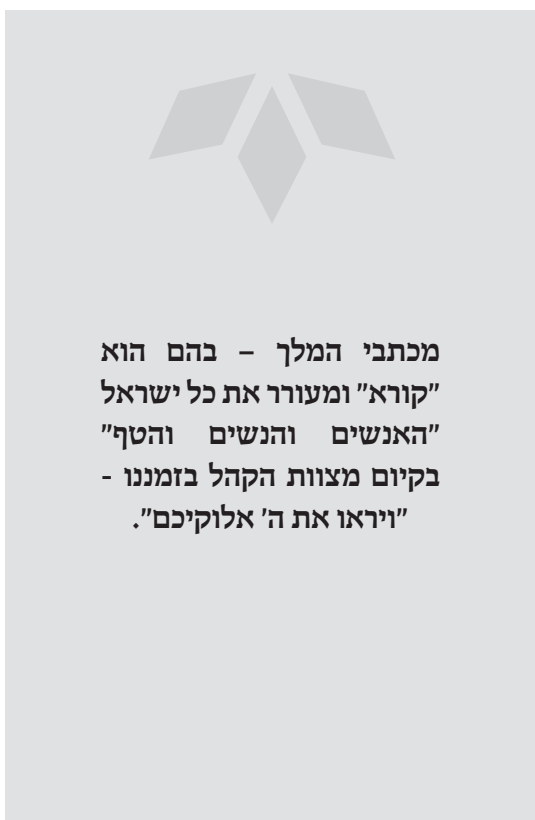 מכתבי המלך – בהם הוא
"קורא" ומעורר את כל ישראל
"האנשים והנשים והטף"
בקיום מצוות הקהל בזמננו -
"ויראו את ה' אלוקיכם".